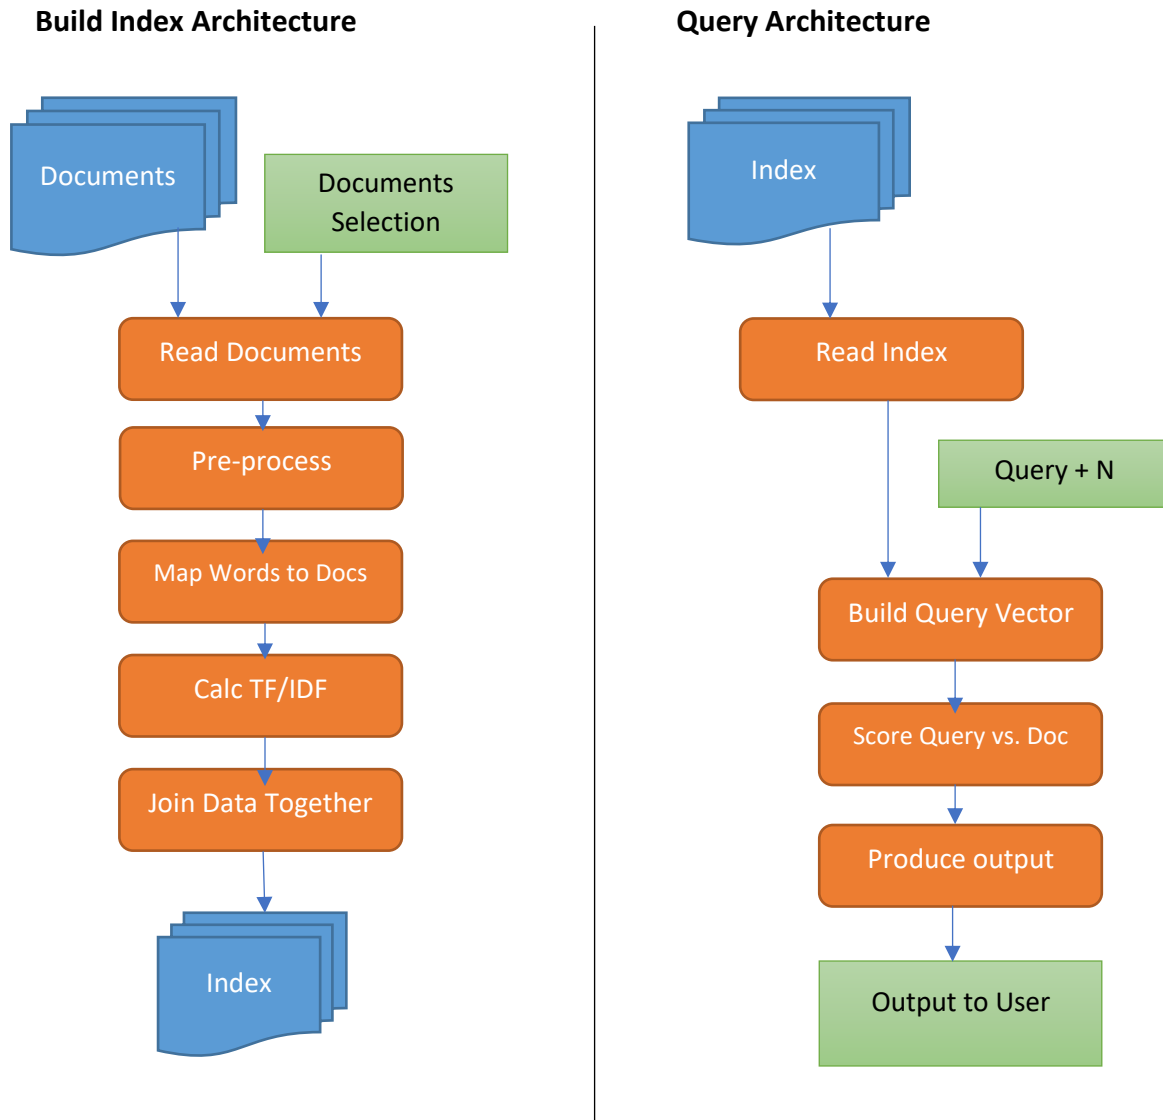 Build Index Architecture
Documents
Documents
Selection
Read Documents
Pre-process
Map Words to Docs
Calc TF/IDF
Join Data Together
Index
Query Architecture
Index
Read Index
Query + N
Build Query Vector
Score Query vs. Doc
Produce output
Output to User